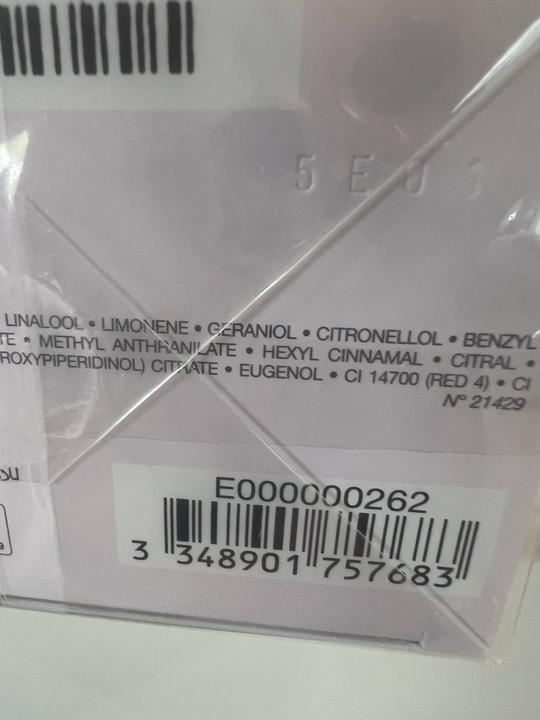 5E01
LINALOOL • LIMONENE • GERANIOL • CITRONELLOL • BENZYL
TE • METHYL ANTHRANILATE • HEXYL CINNAMAL • CITRAL •
ROXYPIPERIDINOL) CITRATE • EUGENOL • CI 14700 (RED 4) • CI
N° 21429
E000000262
3 348901 757683